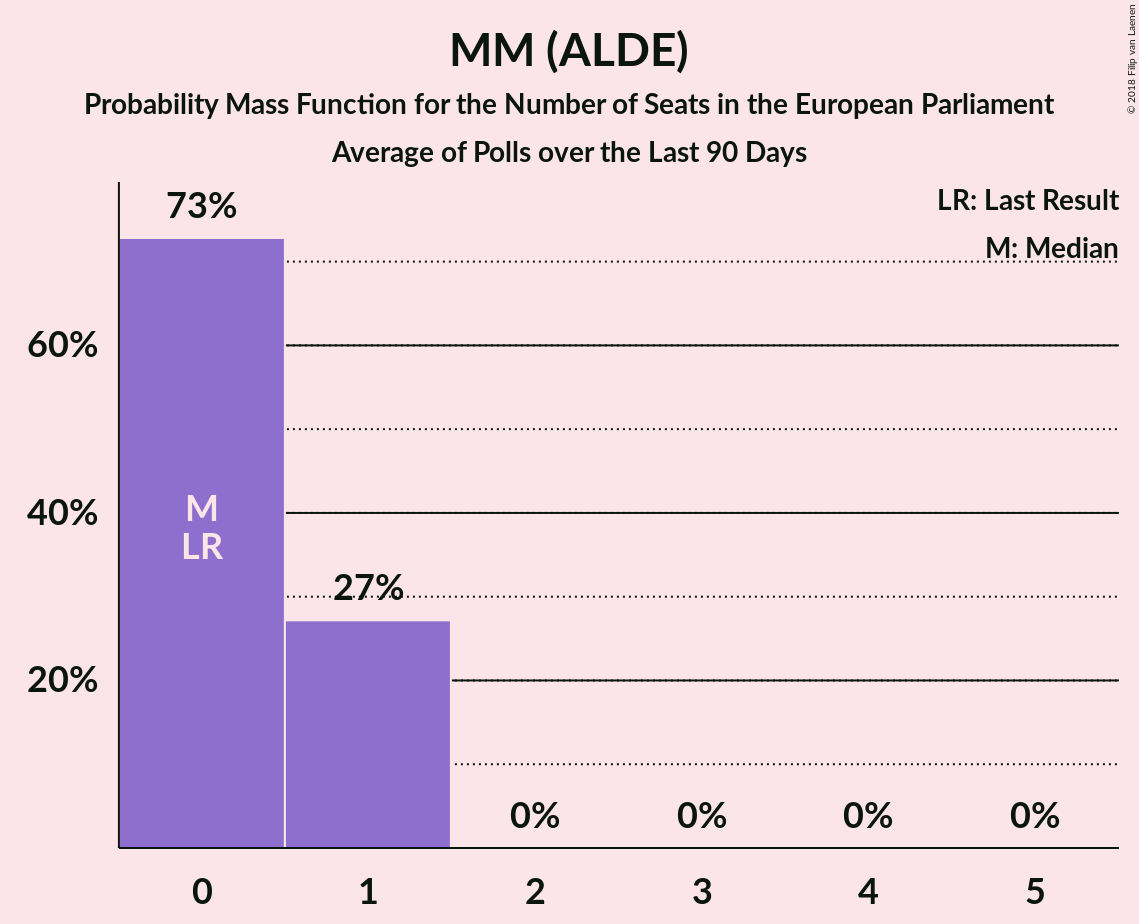 MM (ALDE)
Probability Mass Function for the Number of Seats in the European Parliament
Average of Polls over the Last 90 Days
© 2018 Filip van Laenen
LR: Last Result
M: Median
73%
60%
40%
20%
M
LR
27%
0% 0% 0% 0%
0 1 2 3 4 5